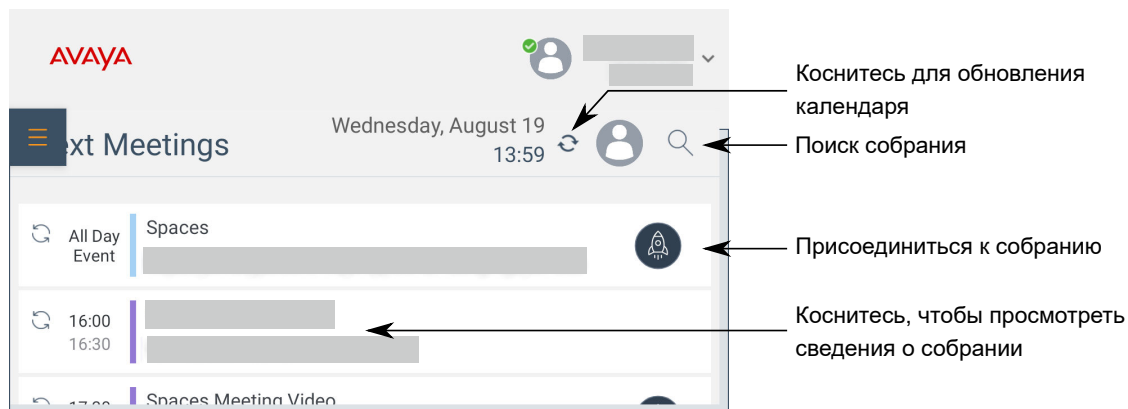 AVAYA
Коснитесь для обновления
календаря
ext Meetings
Wednesday, August 19
13:59
Поиск собрания
All Day
Event
Spaces
Присоединиться к собранию
16:00
16:30
Коснитесь, чтобы просмотреть
сведения о собрании
Spaces Meeting Video